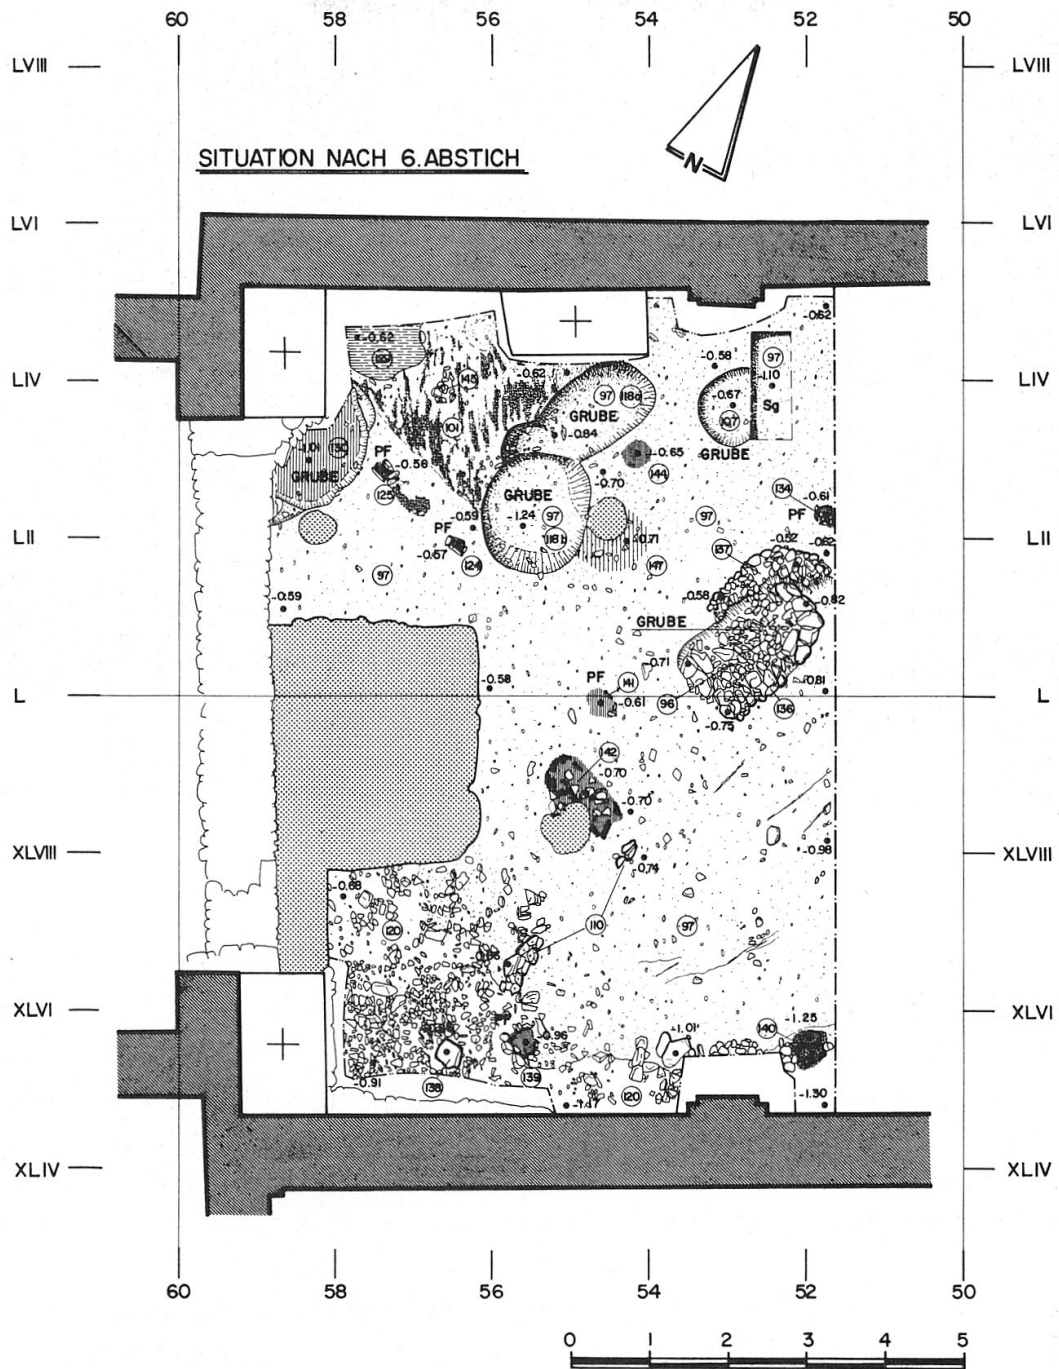 60 58 56 54 52 50
LVIII LVIII
SITUATION NACH 6. ABSTICH
N
LVI LVI
-0.62
-0.62
-0.58 97
-1.10
LIV 145 -0.62 LIV
97 118a -0.67 Sg
GRUBE 107
101 -0.84
-1.01 130 PF -0.65 GRUBE
GRUBE -0.56 144
-0.70 134
125 GRUBE -0.61
-0.59 -1.24 97 97 PF
LII PF 118b -0.71 -0.52 -0.62 LII
-0.57 124 147 137
97
-0.59 -0.58 -0.82
GRUBE
-0.71
PF 141 -0.81
L -0.58 -0.61 96 136 L
-0.75
142
-0.70
-0.70
-0.98
XLVIII 0.74 XLVIII
-0.68
120 110 97
XLVI -1.25 XLVI
-1.01 140
-0.96
-0.91 138 139 120
-1.17 -1.30
XLIV XLIV
60 58 56 54 52 50
0 1 2 3 4 5